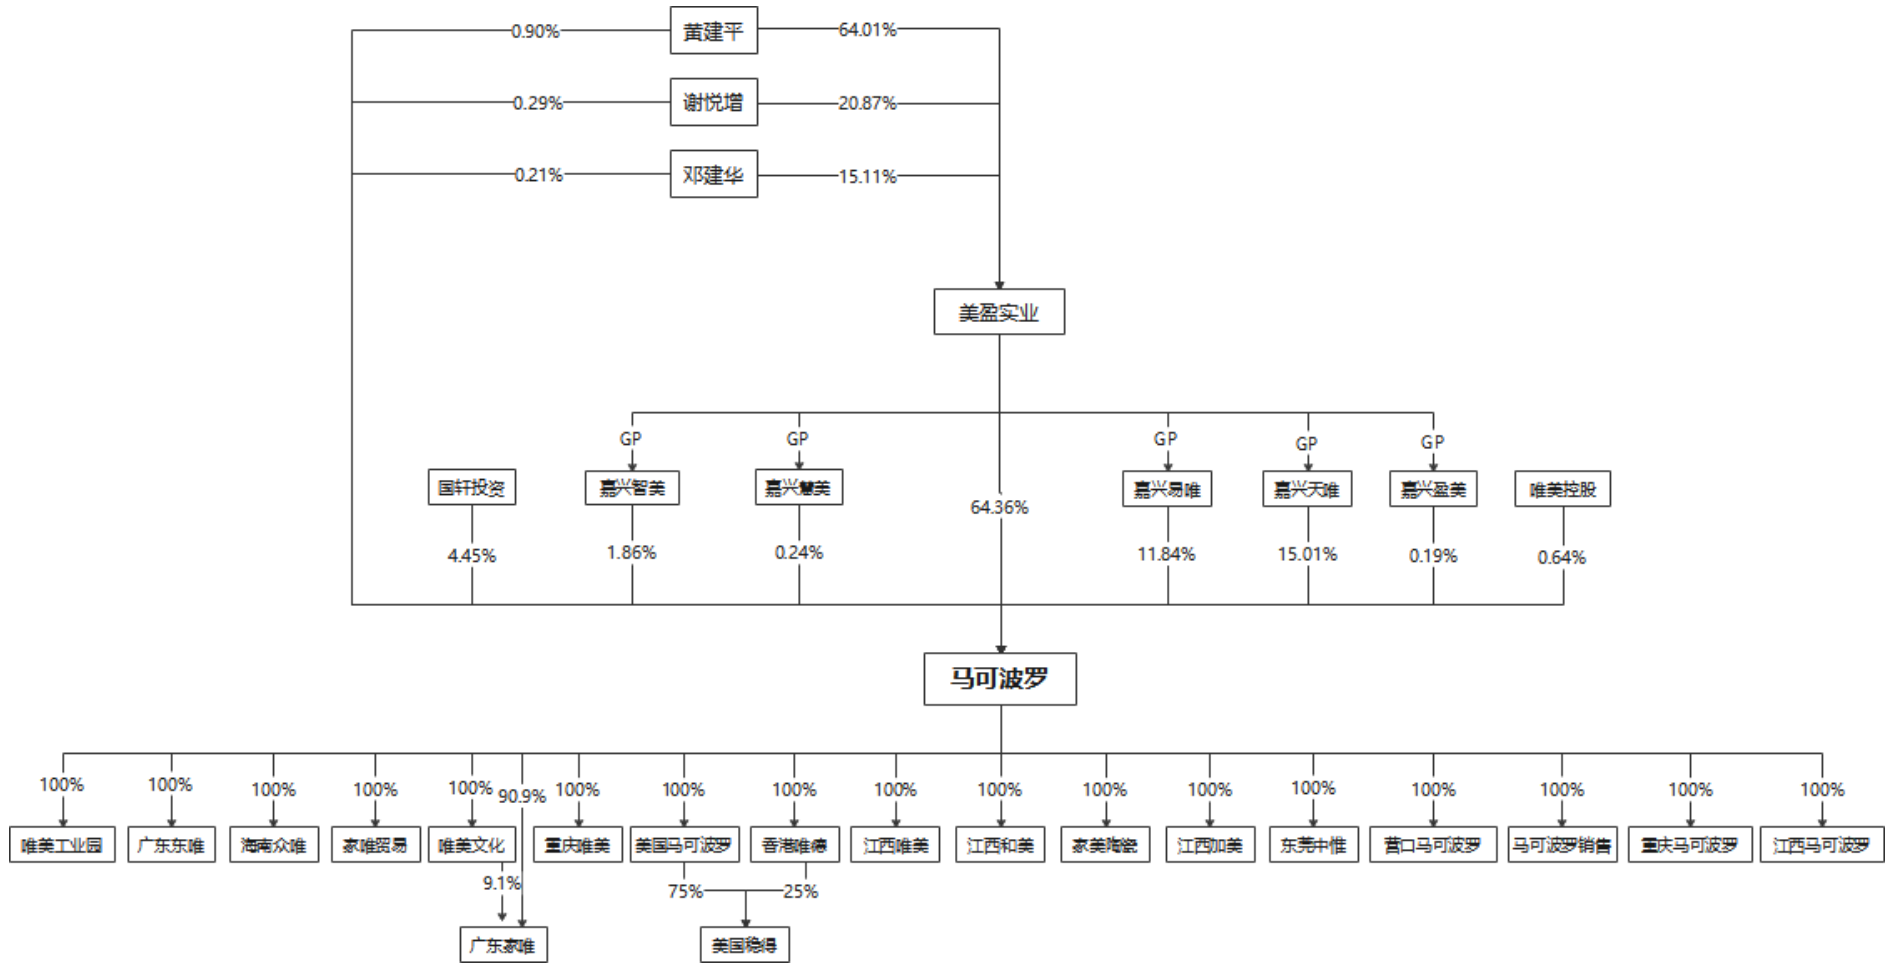 0.90%
黄建平
64.01%
0.29%
谢悦增
20.87%
0.21%
邓建华
15.11%
美盈实业
GP
GP
GP
GP
GP
国轩投资
嘉兴智美
嘉兴慧美
嘉兴易唯
嘉兴天唯
嘉兴盈美
唯美控股
64.36%
4.45%
1.86%
0.24%
11.84%
15.01%
0.19%
0.64%
马可波罗
100%
100%
100%
100%
100%
90.9%
100%
100%
100%
100%
100%
100%
100%
100%
100%
100%
100%
100%
唯美工业园
广东东唯
海南众唯
家唯贸易
唯美文化
重庆唯美
美国马可波罗
香港唯德
江西唯美
江西和美
家美陶瓷
江西加美
东莞中惟
营口马可波罗
马可波罗销售
重庆马可波罗
江西马可波罗
9.1%
75%
25%
广东家唯
美国稳得